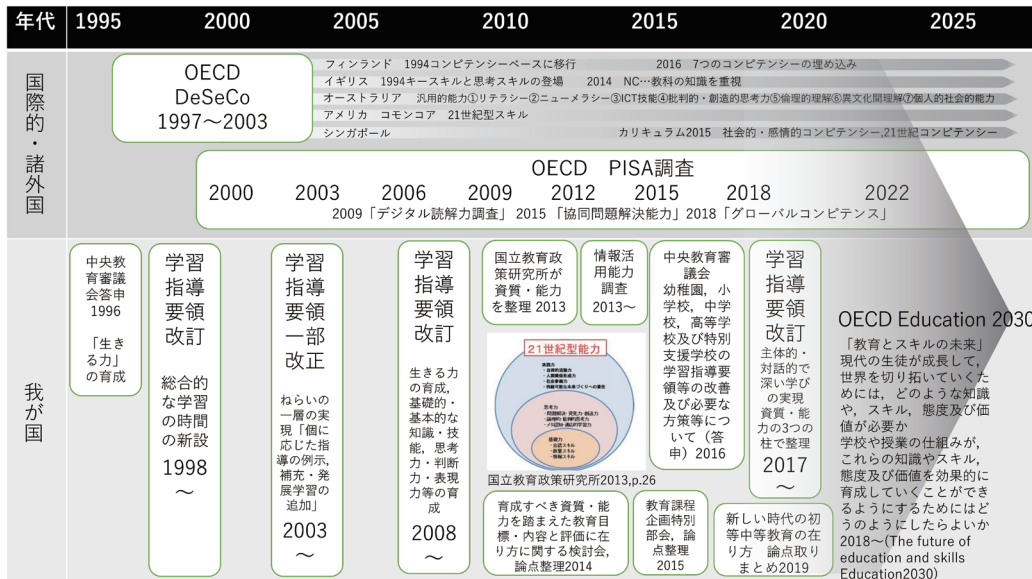 年代 1995 2000 2005 2010 2015 2020 2025
国際的・諸外国
OECD
DeSeCo
1997～2003
フィンランド　1994コンピテンシーベースに移行　2016　7つのコンピテンシーの埋め込み
イギリス　1994キースキルと思考スキルの登場　2014　NC…教科の知識を重視
オーストラリア　汎用的能力①リテラシー②ニューメラシー③ICT技能④批判的・創造的思考力⑤倫理的理解⑥異文化間理解⑦個人的社会的能力
アメリカ　コモンコア　21世紀型スキル
シンガポール　カリキュラム2015　社会的・感情的コンピテンシー,21世紀コンピテンシー
OECD　PISA調査
2000 2003 2006 2009 2012 2015 2018 2022
2009「デジタル読解力調査」2015「協同問題解決能力」2018「グローバルコンピテンス」
我が国
中央教
育審議
会答申
1996
「生き
る力」
の育成
学習
指導
要領
改訂
総合的
な学習
の時間
の新設
1998
～
学習
指導
要領
一部
改正
ねらいの
一層の実
現「個に
応じた指
導の例示,
補充・発
展学習の
追加」
2003
～
学習
指導
要領
改訂
生きる力
の育成,
基礎的・
基本的な
知識・技
能，思考
力・判断
力・表現
力等の育
成
2008
～
国立教育政
策研究所が
資質・能力
を整理 2013
情報活
用能力
調査
2013～
21世紀型能力
実践力
思考力
基礎力
・言語スキル
・数量スキル
・情報スキル
国立教育政策研究所2013,p.26
育成すべき資質・能
力を踏まえた教育目
標・内容と評価に在
り方に関する検討会,
論点整理2014
中央教育審
議会
幼稚園，小
学校，中学
校，高等学
校及び特別
支援学校の
学習指導要
領等の改善
及び必要な
方策等につ
いて（答
申）2016
教育課程
企画特別
部会，論
点整理
2015
学習
指導
要領
改訂
主体的・
対話的で
深い学び
の実現
資質・能
力の3つの
柱で整理
2017
～
新しい時代の初
等中等教育の在
り方　論点取り
まとめ2019
OECD Education 2030
「教育とスキルの未来」
現代の生徒が成長して，
世界を切り拓いていくた
めには，どのような知識
や，スキル，態度及び価
値が必要か
学校や授業の仕組みが，
これらの知識やスキル，
態度及び価値を効果的に
育成していくことができ
るようにするためにはど
うのようにしたらよいか
2018～(The future of
education and skills
Education2030)